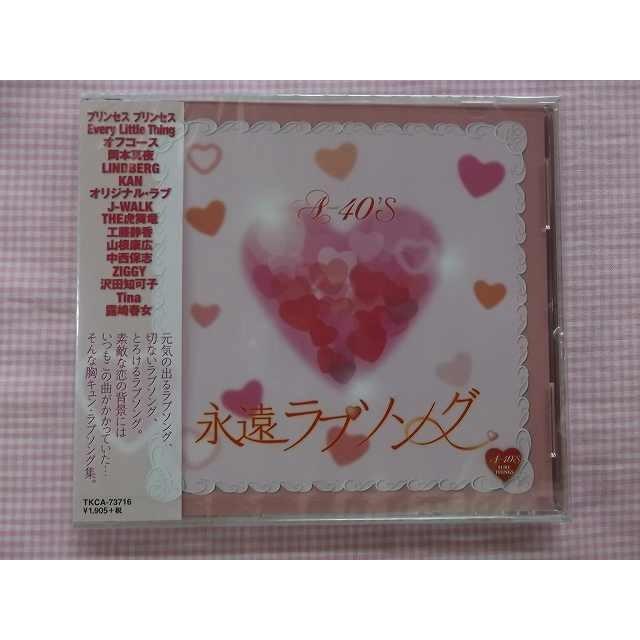 プリンセス プリンセス
Every Little Thing
オフコース
岡本真夜
LINDBERG
KAN
オリジナル・ラブ
J-WALK
THE虎舞竜
工藤静香
山根康広
中西保志
ZIGGY
沢田知可子
Tina
露崎春女
元気の出るラブソング、
切ないラブソング、
とろけるラブソング。
素敵な恋の背景には
いつもこの曲がかかっていた…
そんな胸キュン・ラブソング集。
TKCA-73716
¥1,905+税
A-40'S
永遠ラブソング
A-40'S
SURE
THINGS